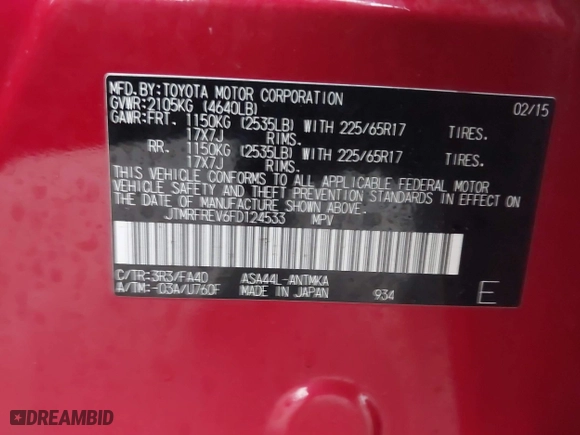 MFD.BY:TOYOTA MOTOR CORPORATION 02/15
GVWR:2105KG (4640LB)
GAWR:FRT. 1150KG (2535LB) WITH 225/65R17 TIRES.
17X7J RIMS.
RR. 1150KG (2535LB) WITH 225/65R17 TIRES.
17X7J RIMS.
THIS VEHICLE CONFORMS TO ALL APPLICABLE FEDERAL MOTOR
VEHICLE SAFETY AND THEFT PREVENTION STANDARDS IN EFFECT ON
THE DATE OF MANUFACTURE SHOWN ABOVE.
JTMRFREV6FD124533 MPV
C/TR:3R3/FA40 ASA44L-ANTMKA
A/TM:-03A/U760F MADE IN JAPAN 934 E
DREAMBID